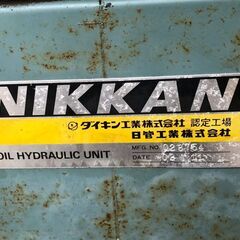 NIKKAN
ダイキン工業株式会社 認定工場
日管工業株式会社
OIL HYDRAULIC UNIT
MFG. NO.
DATE